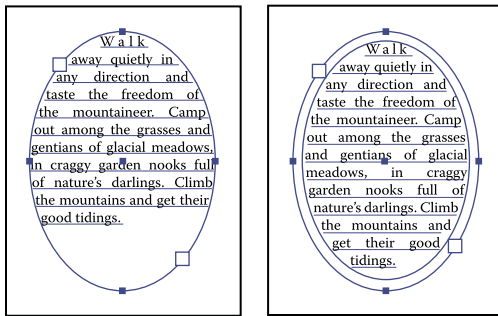 Walk
away quietly in
any direction and
taste the freedom of
the mountaineer. Camp
out among the grasses and
gentians of glacial meadows,
in craggy garden nooks full
of nature's darlings. Climb
the mountains and get their
good tidings.
Walk
away quietly in
any direction and
taste the freedom of
the mountaineer. Camp
out among the grasses
and gentians of glacial
meadows, in craggy
garden nooks full of
nature's darlings. Climb
the mountains and
get their good
tidings.